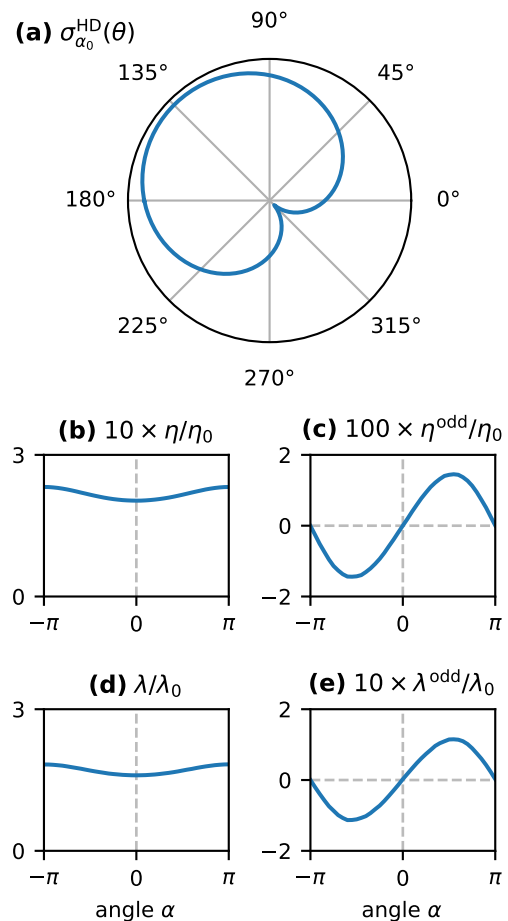 (a) σ^HD_α₀(θ)
90°
135°
45°
180°
0°
225°
315°
270°
(b) 10 × η/η₀
(c) 100 × η^odd/η₀
3
0
−π
0
π
2
0
−2
−π
0
π
(d) λ/λ₀
(e) 10 × λ^odd/λ₀
3
0
−π
0
π
2
0
−2
−π
0
π
angle α
angle α